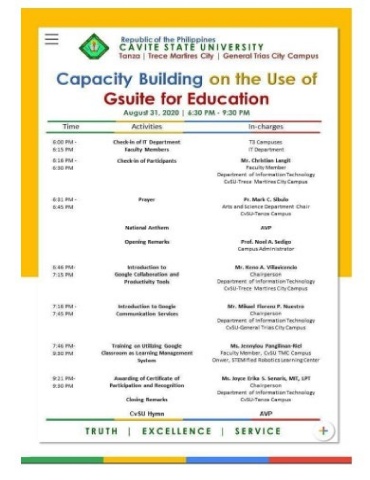 Republic of the Philippines
CAVITE STATE UNIVERSITY
Tanza | Trece Martires City | General Trias City Campus
Capacity Building on the Use of
Gsuite for Education
August 31, 2020 | 6:30 PM - 9:30 PM
Time Activities In-charges
6:00 PM - Check-in of IT Department T3 Campuses
6:15 PM Faculty Members IT Department
6:16 PM - Check-in of Participants Mr. Christian Langit
6:30 PM Faculty Member
Department of Information Technology
CvSU-Trece Martires City Campus
6:31 PM - Prayer Pr. Mark C. Sibulo
6:45 PM Arts and Science Department Chair
CvSU-Tanza Campus
National Anthem AVP
Opening Remarks Prof. Noel A. Sedigo
Campus Administrator
6:46 PM- Introduction to A. Villavicencio
7:15 PM Google Collaboration and Chairperson
Productivity Tools Department of Information Technology
CvSU-Trece Martires City Campus
7:16 PM - Introduction to Google Mr. Mikael P. Nuestro
7:45 PM Communication Services Chairperson
Department of Information Technology
CvSU-General Trias City Campus
7:46 PM- Training on Utilizing Google Ms. Jennylou Pangilinan-Riel
9:20 PM Classroom as Learning Management Faculty Member, CvSU TMC Campus
System Owner, STEMified Robotics Learning Center
9:21 PM- Awarding of Certificate of Ms. Joyce Erika S. Senaris, MIT, LPT
9:30 PM Participation and Recognition Chairperson
Department of Information Technology
Closing Remarks CvSU-Tanza Campus
CvSU Hymn AVP
TRUTH | EXCELLENCE | SERVICE